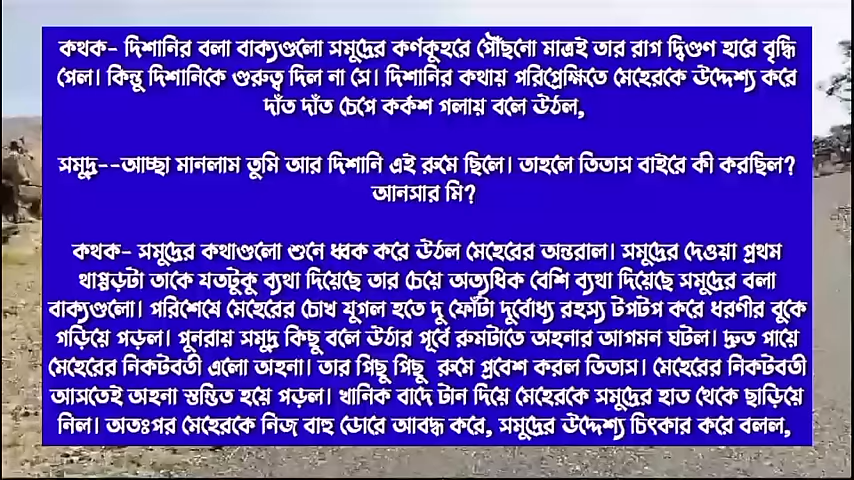 কথক- দিশানির বলা বাক্যগুলো সমুদ্রের কর্ণকুহরে পৌঁছনো মাত্রই তার রাগ দ্বিগুণ হারে বৃদ্ধি
পেল। কিন্তু দিশানিকে গুরুত্ব দিল না সে। দিশানির কথায় পরিপ্রেক্ষিতে মেহেরকে উদ্দেশ্য করে
দাঁত দাঁত চেপে কর্কশ গলায় বলে উঠল,
সমুদ্র--আচ্ছা মানলাম তুমি আর দিশানি এই রুমে ছিলে। তাহলে তিতাস বাইরে কী করছিল?
আনসার মি?
কথক- সমুদ্রের কথাগুলো শুনে ধ্বক করে উঠল মেহেরের অন্তরাল। সমুদ্রের দেওয়া প্রথম
থাপ্পড়টা তাকে যতটুকু ব্যথা দিয়েছে তার চেয়ে অত্যধিক বেশি ব্যথা দিয়েছে সমুদ্রের বলা
বাক্যগুলো। পরিশেষে মেহেরের চোখ যুগল হতে দু ফোঁটা দুর্বোধ্য রহস্য টপটপ করে ধরণীর বুকে
গড়িয়ে পড়ল। পুনরায় সমুদ্র কিছু বলে উঠার পূর্বে রুমটাতে অহনার আগমন ঘটল। দ্রুত পায়ে
মেহেরের নিকটবর্তী এলো অহনা। তার পিছু পিছু রুমে প্রবেশ করল তিতাস। মেহেরের নিকটবর্তী
আসতেই অহনা স্তম্ভিত হয়ে পড়ল। খানিক বাদে টান দিয়ে মেহেরকে সমুদ্রের হাত থেকে ছাড়িয়ে
নিল। অতঃপর মেহেরকে নিজ বাহু ডোরে আবদ্ধ করে, সমুদ্রের উদ্দেশ্য চিৎকার করে বলল,